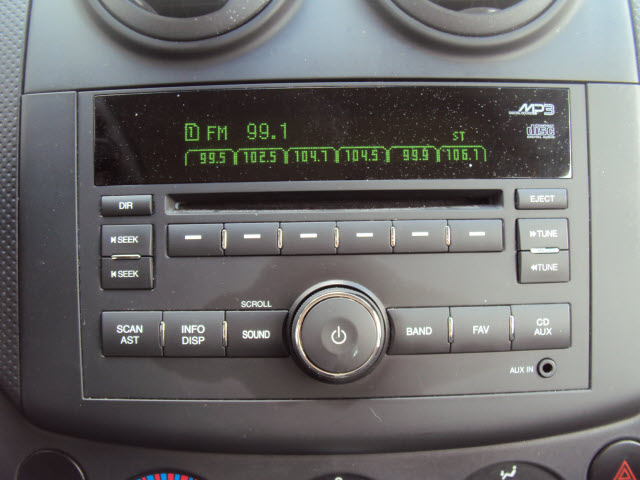 MP3
1 FM 99.1 ST
disc
99.5 102.5 104.7 104.5 99.9 106.1
DIR EJECT
SEEK TUNE
SEEK TUNE
SCROLL
SCAN AST INFO DISP SOUND BAND FAV CD AUX
AUX IN